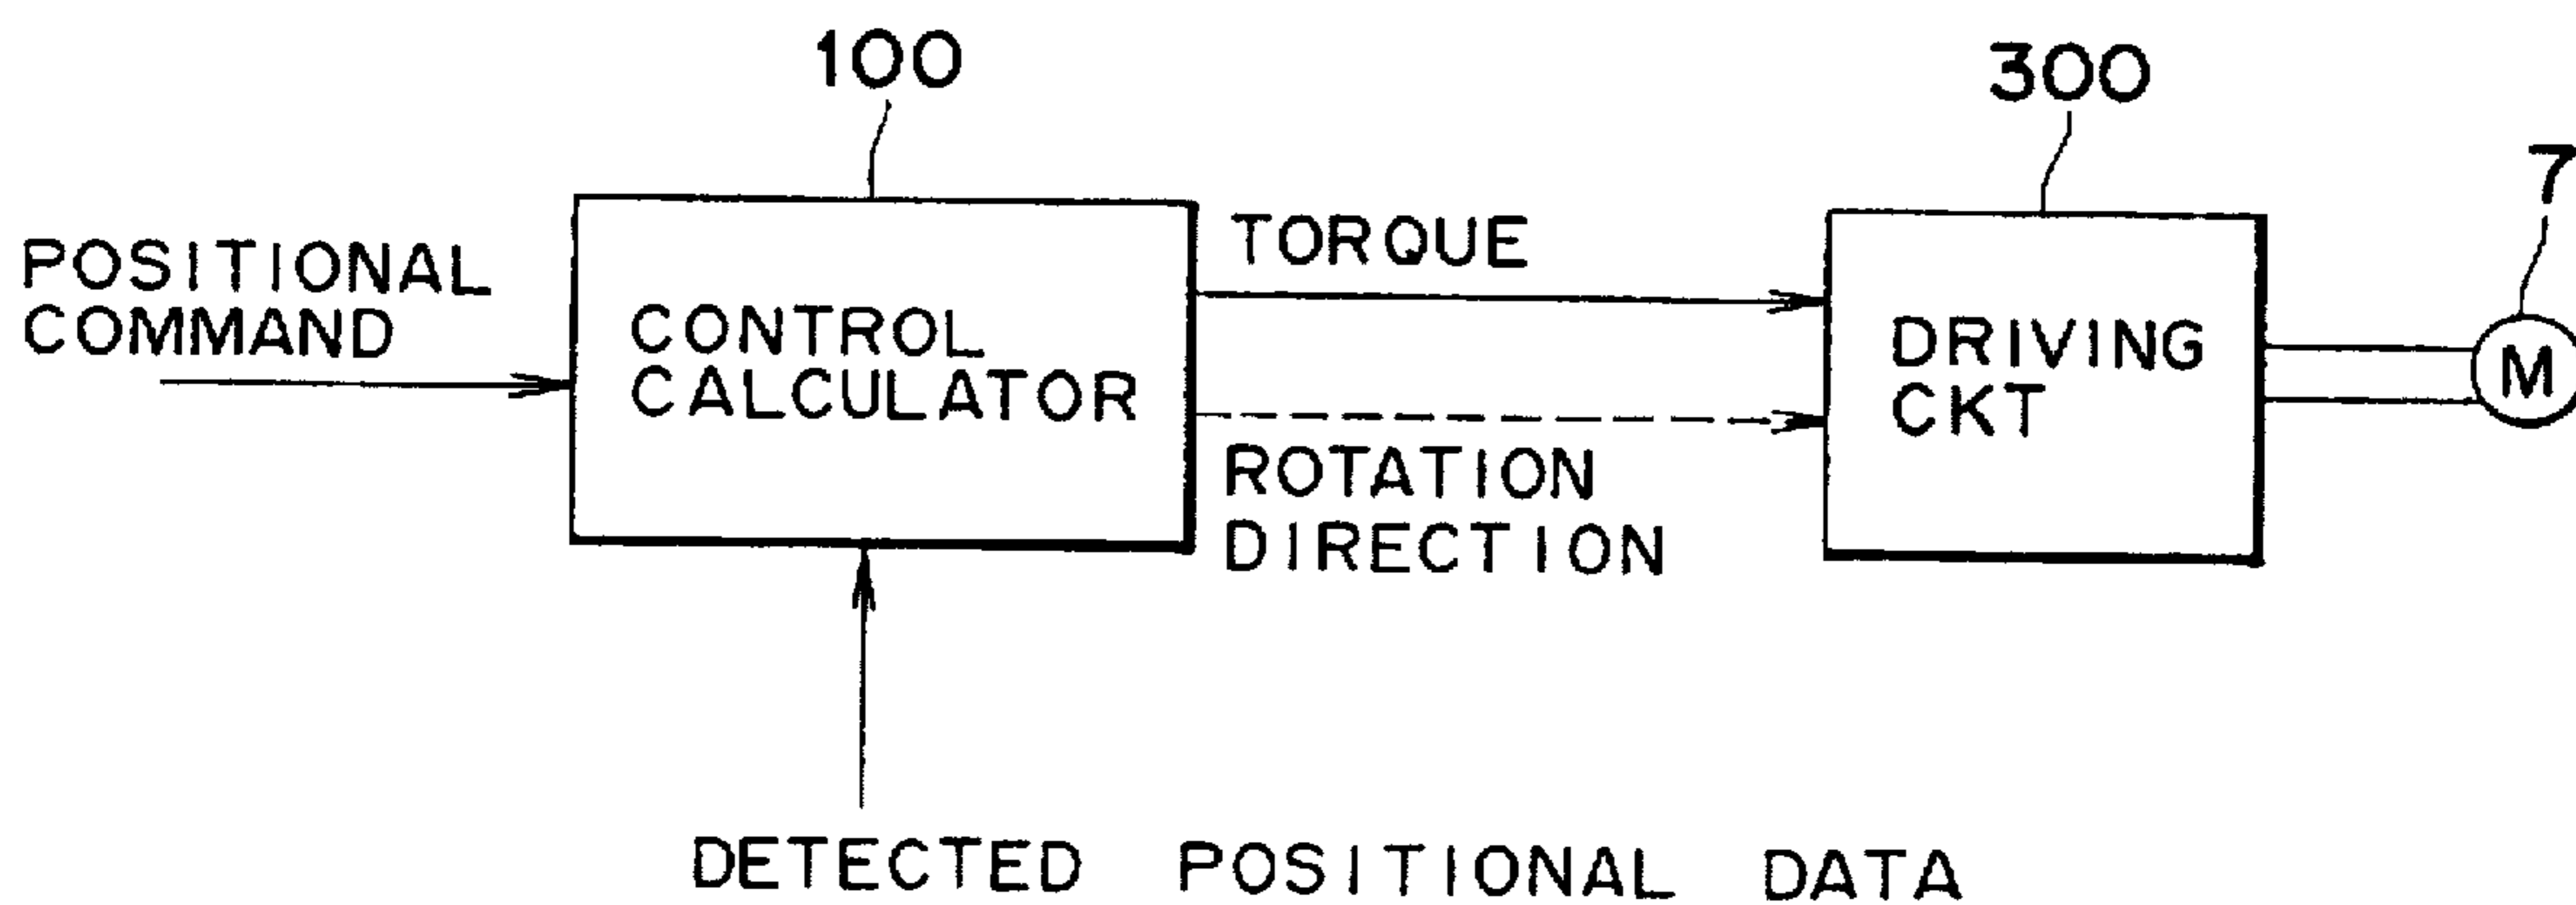 100
300
7
POSITIONAL
COMMAND
CONTROL
CALCULATOR
TORQUE
ROTATION
DIRECTION
DRIVING
CKT
M
DETECTED POSITIONAL DATA